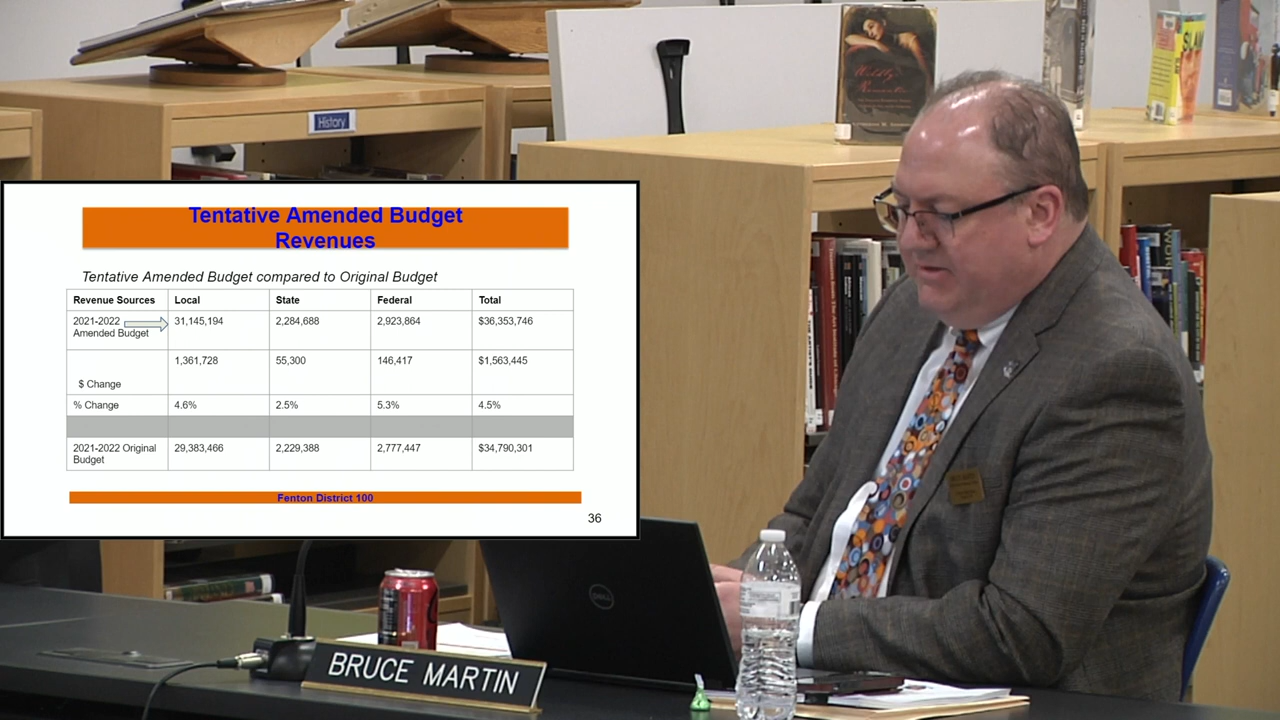 History
Tentative Amended Budget
Revenues
Tentative Amended Budget compared to Original Budget
Revenue Sources Local State Federal Total
2021-2022 31,145,194 2,284,688 2,923,864 $36,353,746
Amended Budget
1,361,728 55,300 146,417 $1,563,445
$ Change
% Change 4.6% 2.5% 5.3% 4.5%
2021-2022 Original 29,383,466 2,229,388 2,777,447 $34,790,301
Budget
Fenton District 100
36
DELL
BRUCE MARTIN